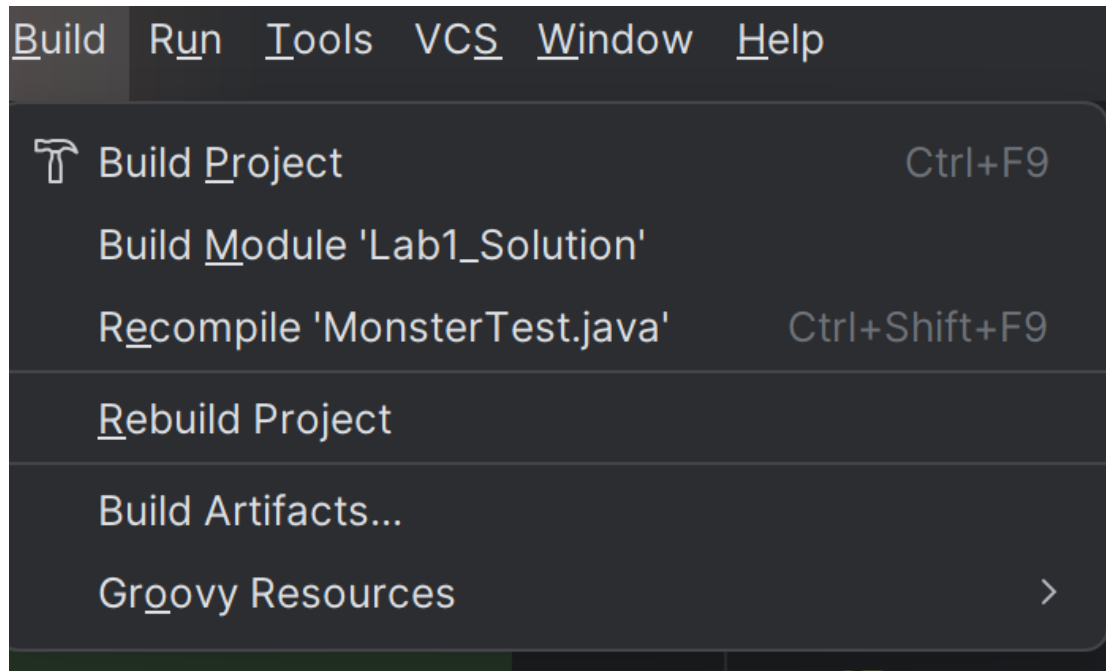 Build Run Tools VCS Window Help
Build Project Ctrl+F9
Build Module 'Lab1_Solution'
Recompile 'MonsterTest.java' Ctrl+Shift+F9
Rebuild Project
Build Artifacts...
Groovy Resources